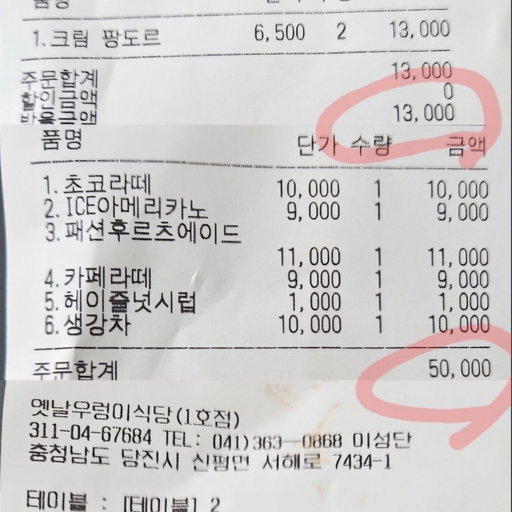 품명
1.크림 팡도르 6,500 2 13,000
주문합계 13,000
할인금액 0
받을금액 13,000
품명 단가 수량 금액
1.초코라떼 10,000 1 10,000
2.ICE아메리카노 9,000 1 9,000
3.패션후르츠에이드
11,000 1 11,000
4.카페라떼 9,000 1 9,000
5.헤이즐넛시럽 1,000 1 1,000
6.생강차 10,000 1 10,000
주문합계 50,000
옛날우렁이식당(1호점)
311-04-67684 TEL: 041)363-0868 이성단
충청남도 당진시 신평면 서해로 7434-1
테이블 : [테이블] 2